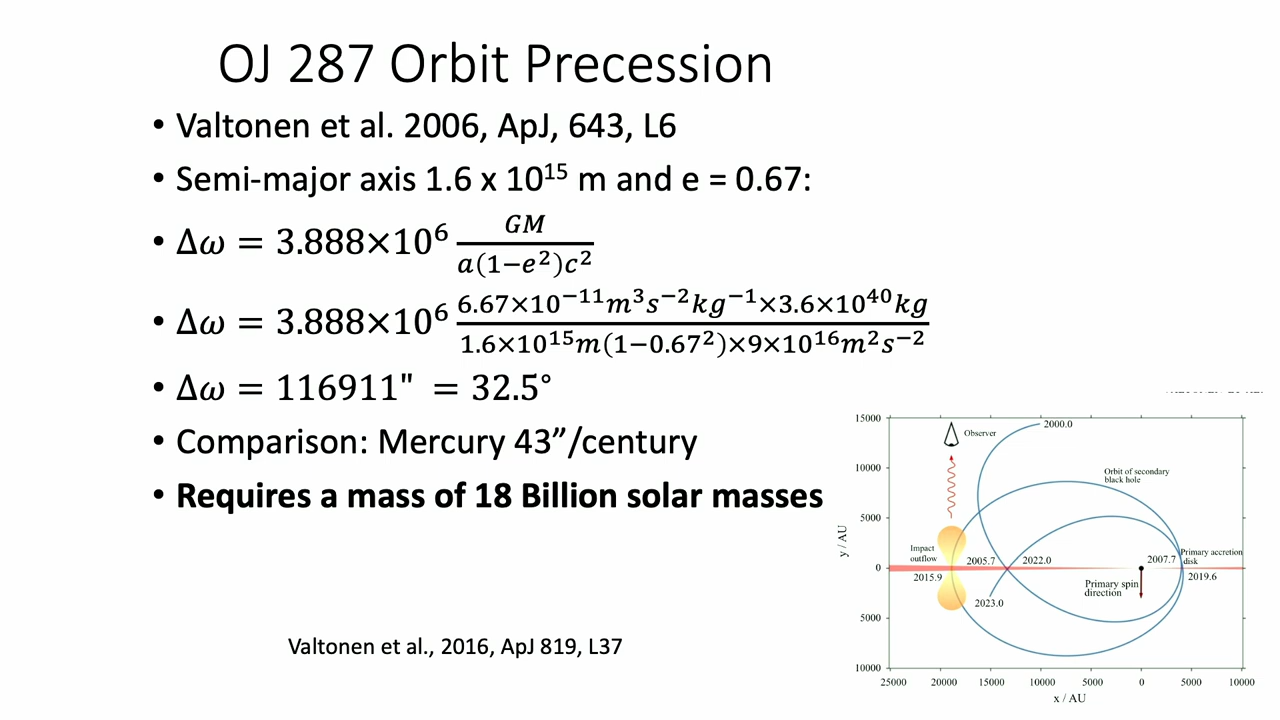 OJ 287 Orbit Precession
• Valtonen et al. 2006, ApJ, 643, L6
• Semi-major axis 1.6 x 10¹⁵ m and e = 0.67:
• Δω = 3.888×10⁶ GM / a(1−e²)c²
• Δω = 3.888×10⁶ 6.67×10⁻¹¹m³s⁻²kg⁻¹×3.6×10⁴⁰kg / 1.6×10¹⁵m(1−0.67²)×9×10¹⁶m²s⁻²
• Δω = 116911" = 32.5°
• Comparison: Mercury 43”/century
• Requires a mass of 18 Billion solar masses
Valtonen et al., 2016, ApJ 819, L37
15000
10000
5000
0
5000
10000
y / AU
Observer
2000.0
Orbit of secondary
black hole
Impact
outflow
2005.7
2022.0
2007.7
Primary accretion
disk
2015.9
2019.6
Primary spin
direction
2023.0
25000 20000 15000 10000 5000 0 5000 10000
x / AU